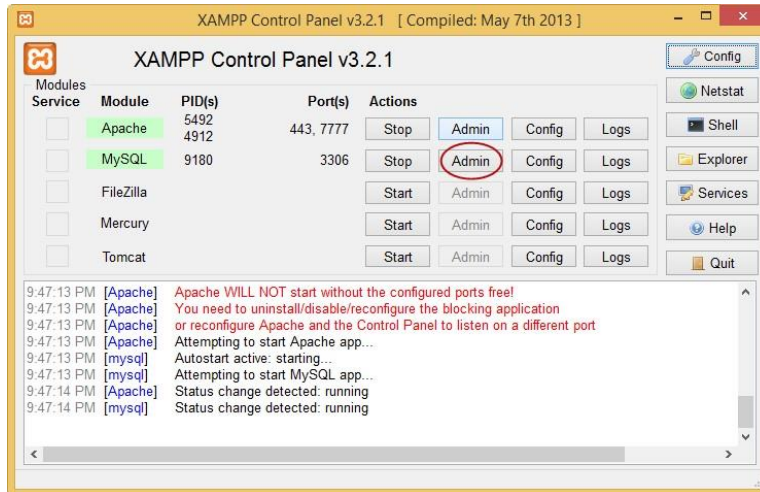 XAMPP Control Panel v3.2.1 [ Compiled: May 7th 2013 ]
XAMPP Control Panel v3.2.1
Config
Modules
Service Module PID(s) Port(s) Actions
Netstat
Apache 5492 4912 443, 7777 Stop Admin Config Logs
Shell
MySQL 9180 3306 Stop Admin Config Logs
Explorer
FileZilla Start Admin Config Logs
Services
Mercury Start Admin Config Logs
Help
Tomcat Start Admin Config Logs
Quit
9:47:13 PM [Apache] Apache WILL NOT start without the configured ports free!
9:47:13 PM [Apache] You need to uninstall/disable/reconfigure the blocking application
9:47:13 PM [Apache] or reconfigure Apache and the Control Panel to listen on a different port
9:47:13 PM [Apache] Attempting to start Apache app...
9:47:13 PM [mysql] Autostart active: starting...
9:47:13 PM [mysql] Attempting to start MySQL app...
9:47:14 PM [Apache] Status change detected: running
9:47:14 PM [mysql] Status change detected: running